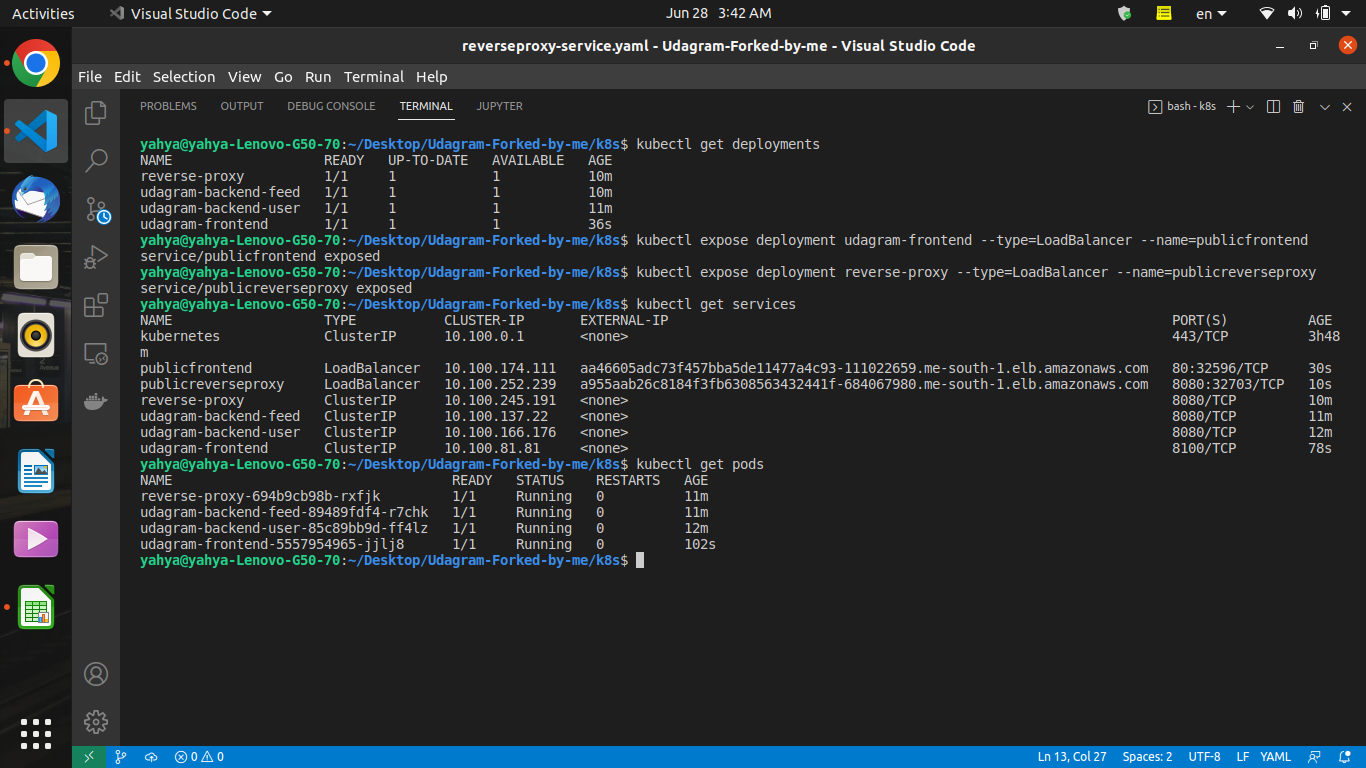 Activities Visual Studio Code Jun 28 3:42 AM en
reverseproxy-service.yaml - Udagram-Forked-by-me - Visual Studio Code
File Edit Selection View Go Run Terminal Help
PROBLEMS OUTPUT DEBUG CONSOLE TERMINAL JUPYTER bash - k8s
yahya@yahya-Lenovo-G50-70:~/Desktop/Udagram-Forked-by-me/k8s$ kubectl get deployments
NAME READY UP-TO-DATE AVAILABLE AGE
reverse-proxy 1/1 1 1 10m
udagram-backend-feed 1/1 1 1 10m
udagram-backend-user 1/1 1 1 11m
udagram-frontend 1/1 1 1 36s
yahya@yahya-Lenovo-G50-70:~/Desktop/Udagram-Forked-by-me/k8s$ kubectl expose deployment udagram-frontend --type=LoadBalancer --name=publicfrontend
service/publicfrontend exposed
yahya@yahya-Lenovo-G50-70:~/Desktop/Udagram-Forked-by-me/k8s$ kubectl expose deployment reverse-proxy --type=LoadBalancer --name=publicreverseproxy
service/publicreverseproxy exposed
yahya@yahya-Lenovo-G50-70:~/Desktop/Udagram-Forked-by-me/k8s$ kubectl get services
NAME TYPE CLUSTER-IP EXTERNAL-IP PORT(S) AGE
kubernetes ClusterIP 10.100.0.1 <none> 443/TCP 3h48
m
publicfrontend LoadBalancer 10.100.174.111 aa46605adc73f457bba5de11477a4c93-111022659.me-south-1.elb.amazonaws.com 80:32596/TCP 30s
publicreverseproxy LoadBalancer 10.100.252.239 a955aab26c8184f3fb6308563432441f-684067980.me-south-1.elb.amazonaws.com 8080:32703/TCP 10s
reverse-proxy ClusterIP 10.100.245.191 <none> 8080/TCP 10m
udagram-backend-feed ClusterIP 10.100.137.22 <none> 8080/TCP 11m
udagram-backend-user ClusterIP 10.100.166.176 <none> 8080/TCP 12m
udagram-frontend ClusterIP 10.100.81.81 <none> 8100/TCP 78s
yahya@yahya-Lenovo-G50-70:~/Desktop/Udagram-Forked-by-me/k8s$ kubectl get pods
NAME READY STATUS RESTARTS AGE
reverse-proxy-694b9cb98b-rxfjk 1/1 Running 0 11m
udagram-backend-feed-89489fdf4-r7chk 1/1 Running 0 11m
udagram-backend-user-85c89bb9d-ff4lz 1/1 Running 0 12m
udagram-frontend-5557954965-jjlj8 1/1 Running 0 102s
yahya@yahya-Lenovo-G50-70:~/Desktop/Udagram-Forked-by-me/k8s$
0 0 Ln 13, Col 27 Spaces: 2 UTF-8 LF YAML